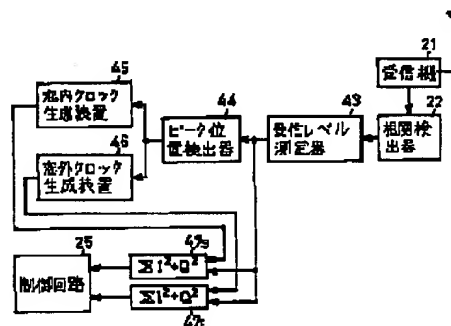 21
受信機
22
相関検出器
43
受信レベル測定器
44
ピーク位置検出器
45
窓内クロック生成装置
46
窓外クロック生成装置
25
制御回路
47s
ΣI²+Q²
ΣI²+Q²
47c